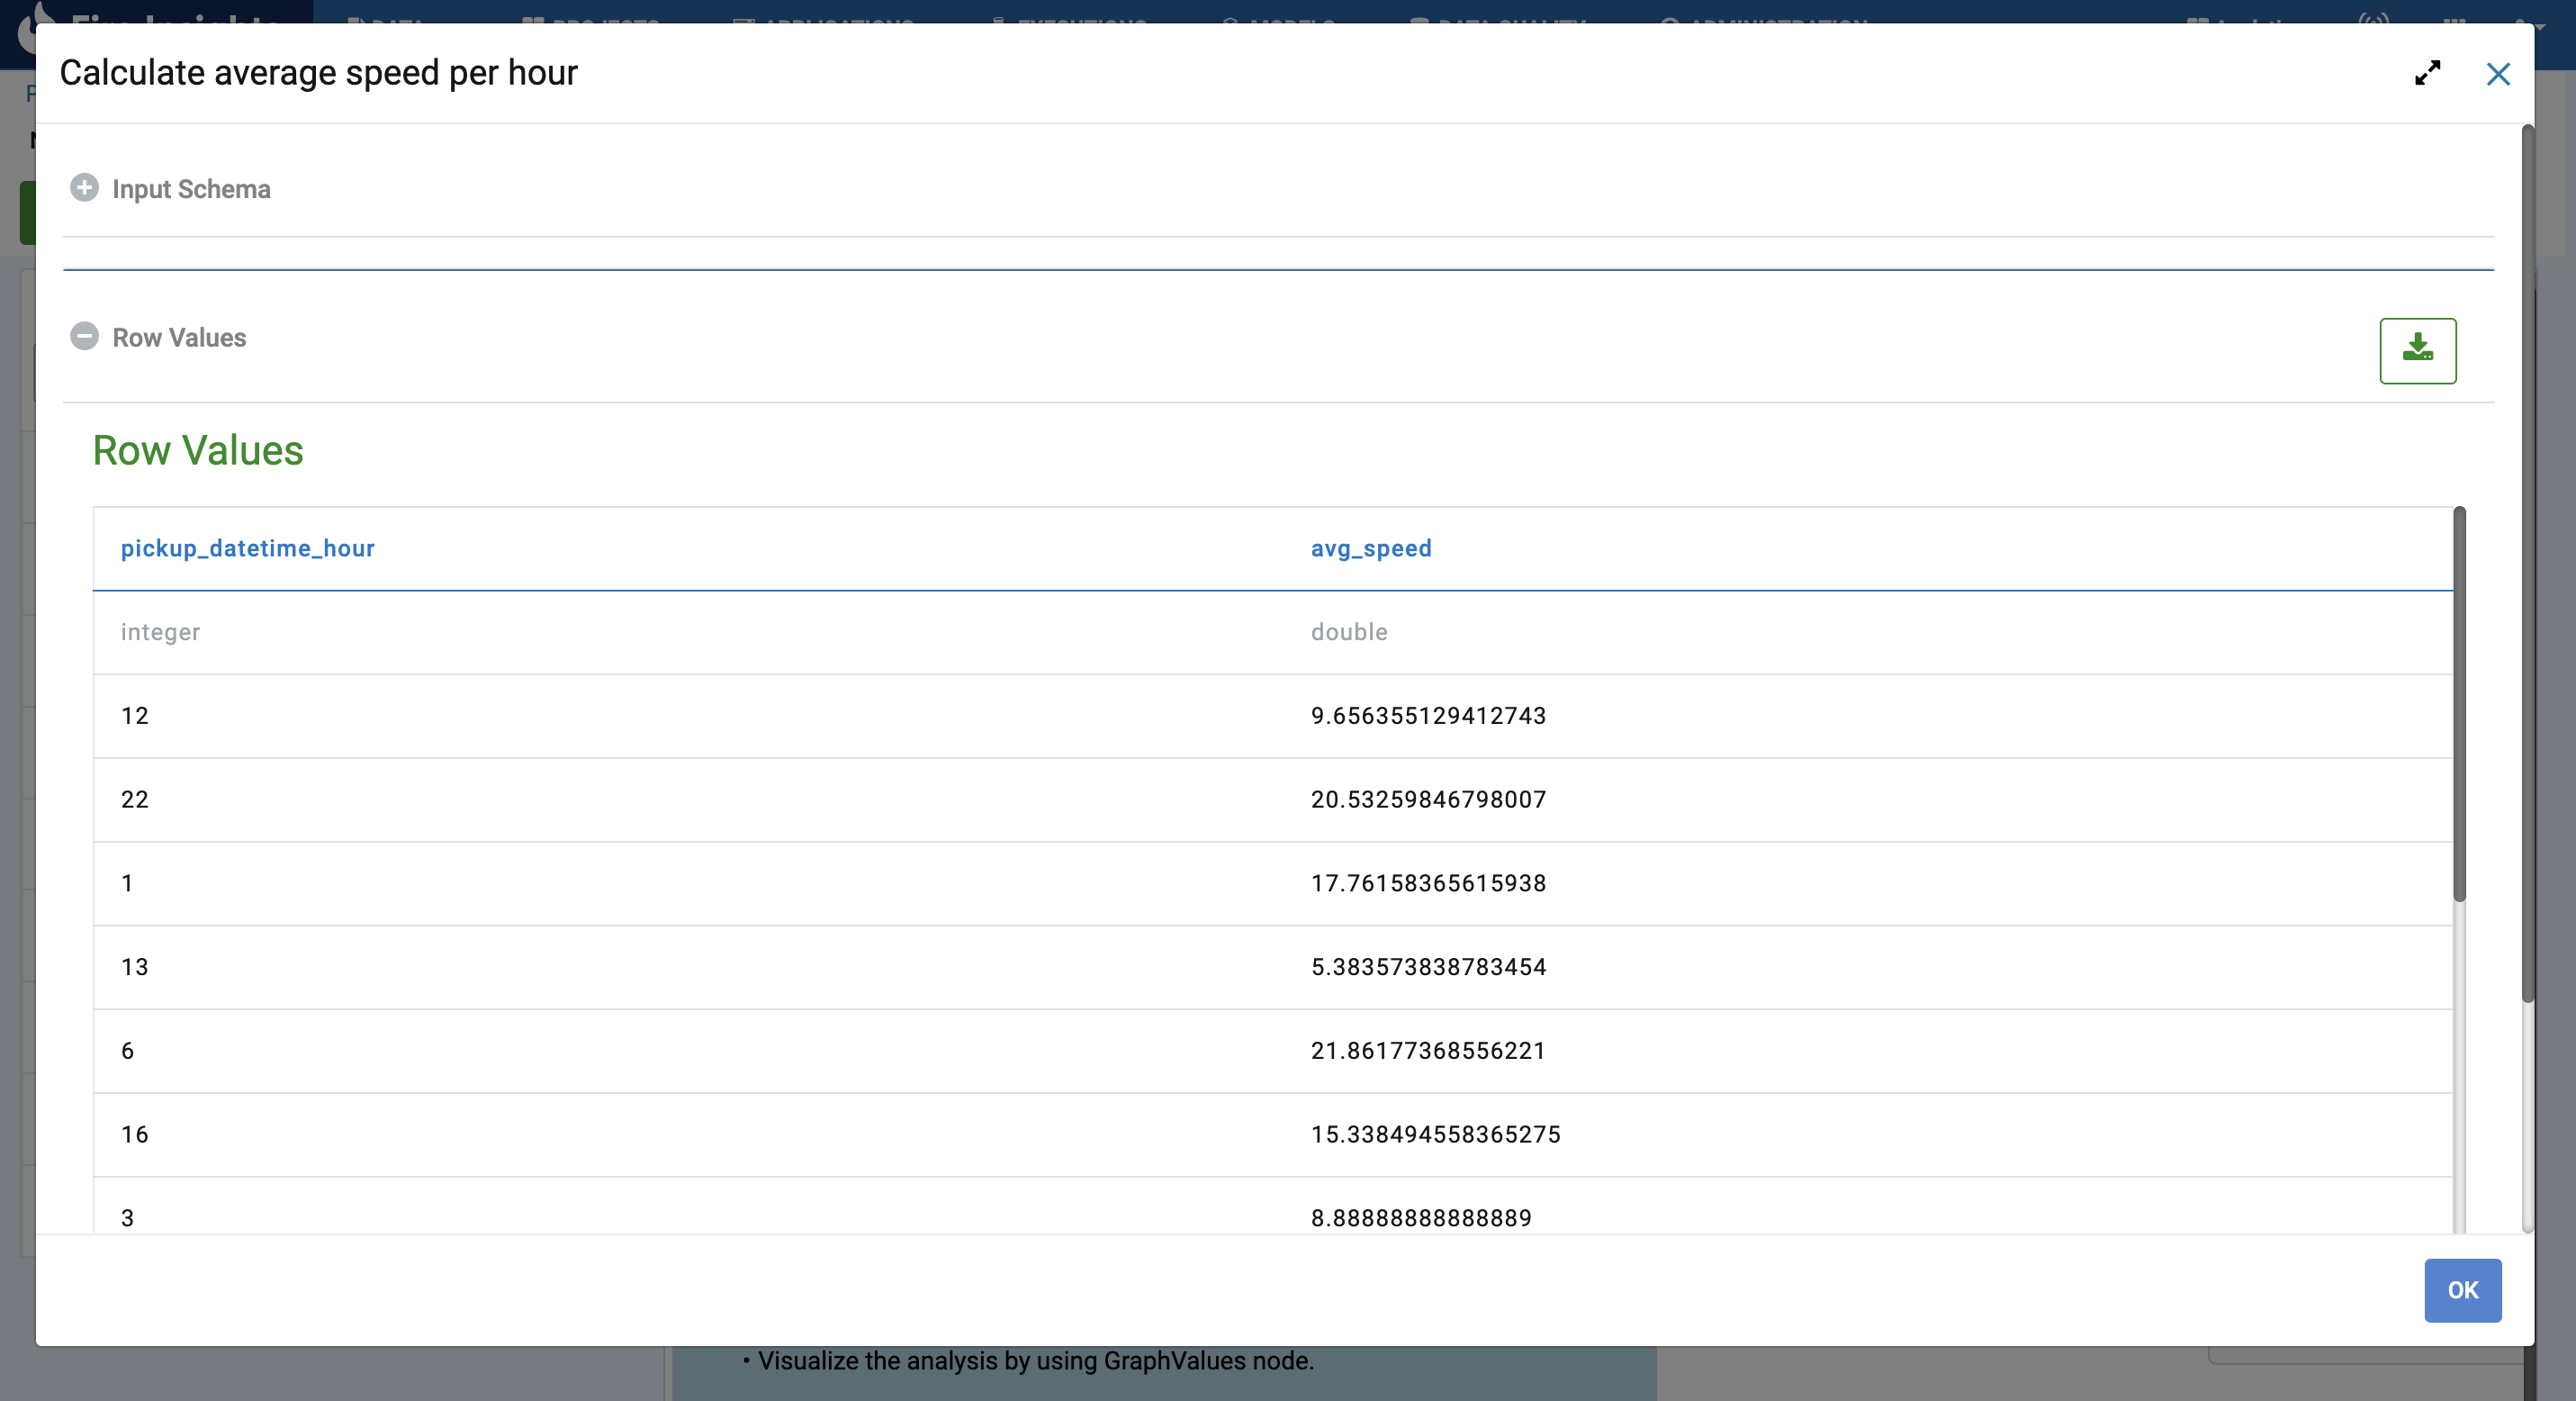 Calculate average speed per hour
Input Schema
Row Values
Row Values
pickup_datetime_hour avg_speed
integer double
12 9.656355129412743
22 20.53259846798007
1 17.76158365615938
13 5.383573838783454
6 21.86177368556221
16 15.338494558365275
3 8.88888888888889
OK
• Visualize the analysis by using GraphValues node.